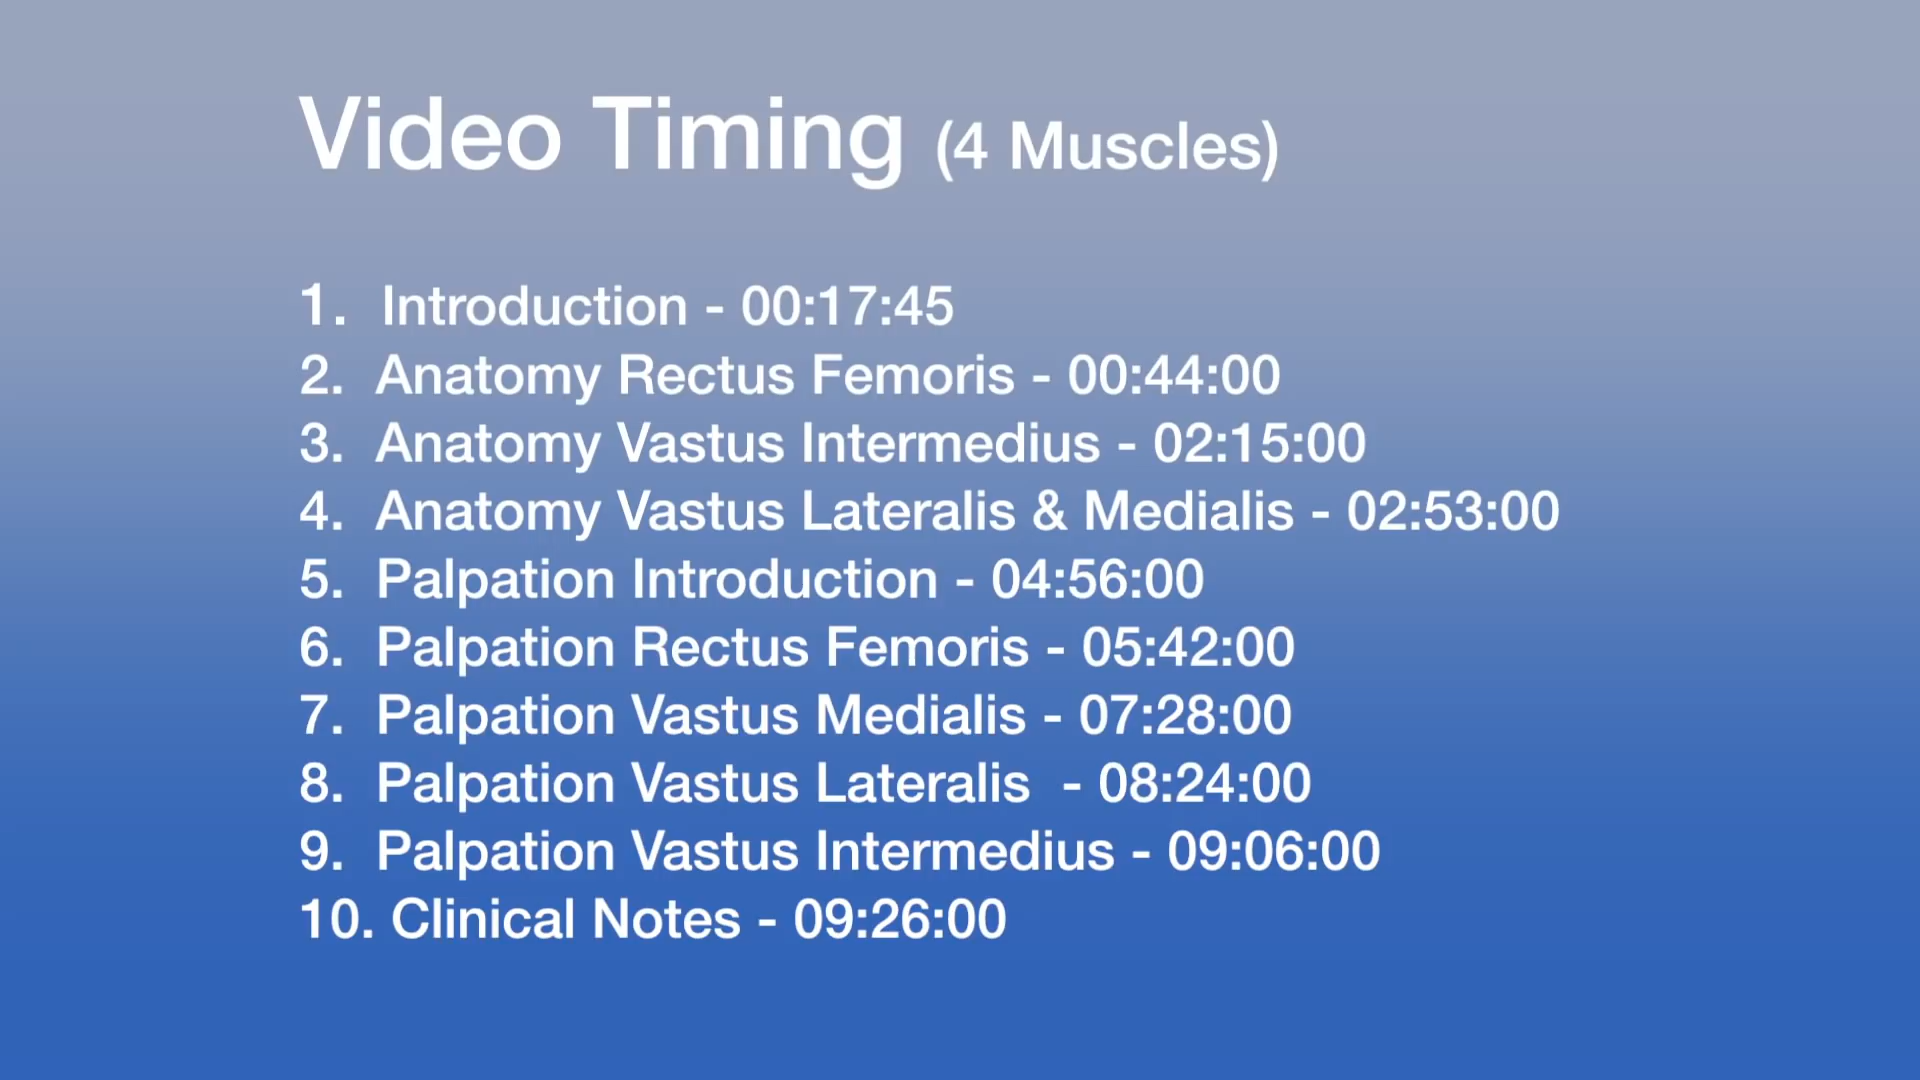 Video Timing (4 Muscles)
1. Introduction - 00:17:45
2. Anatomy Rectus Femoris - 00:44:00
3. Anatomy Vastus Intermedius - 02:15:00
4. Anatomy Vastus Lateralis & Medialis - 02:53:00
5. Palpation Introduction - 04:56:00
6. Palpation Rectus Femoris - 05:42:00
7. Palpation Vastus Medialis - 07:28:00
8. Palpation Vastus Lateralis - 08:24:00
9. Palpation Vastus Intermedius - 09:06:00
10. Clinical Notes - 09:26:00